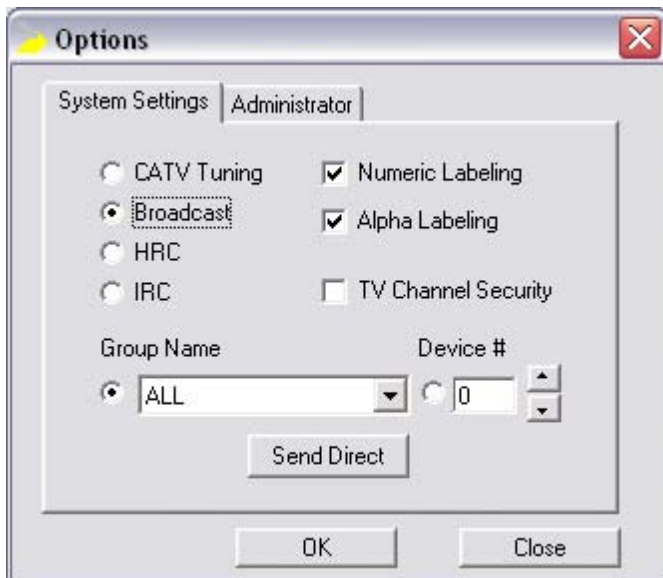 Options
System Settings Administrator
CATV Tuning Numeric Labeling
Broadcast Alpha Labeling
HRC
IRC TV Channel Security
Group Name Device #
ALL 0
Send Direct
OK Close